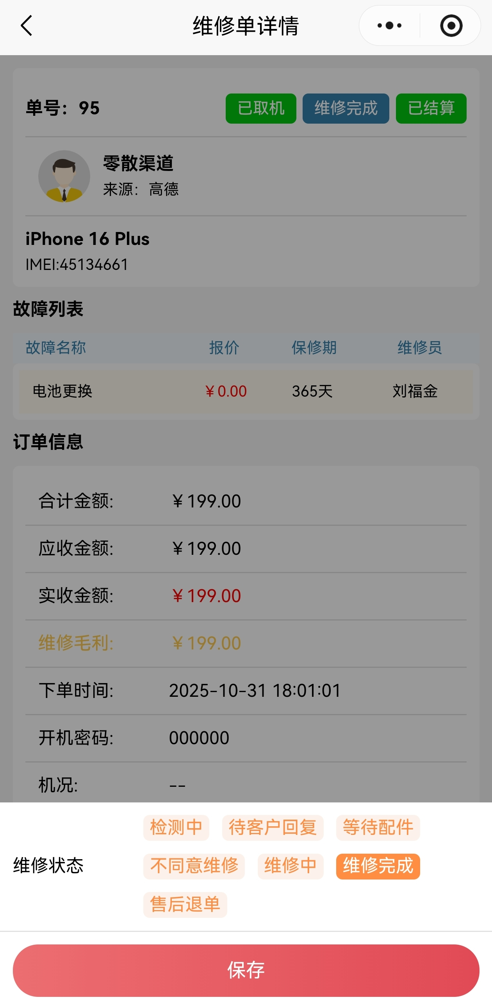 维修单详情
单号：95 已取机 维修完成 已结算
零散渠道
来源：高德
iPhone 16 Plus
IMEI:45134661
故障列表
故障名称 报价 保修期 维修员
电池更换 ￥0.00 365天 刘福金
订单信息
合计金额: ￥199.00
应收金额: ￥199.00
实收金额: ￥199.00
维修毛利: ￥199.00
下单时间: 2025-10-31 18:01:01
开机密码: 000000
机况: --
检测中 待客户回复 等待配件
维修状态 不同意维修 维修中 维修完成
售后退单
保存